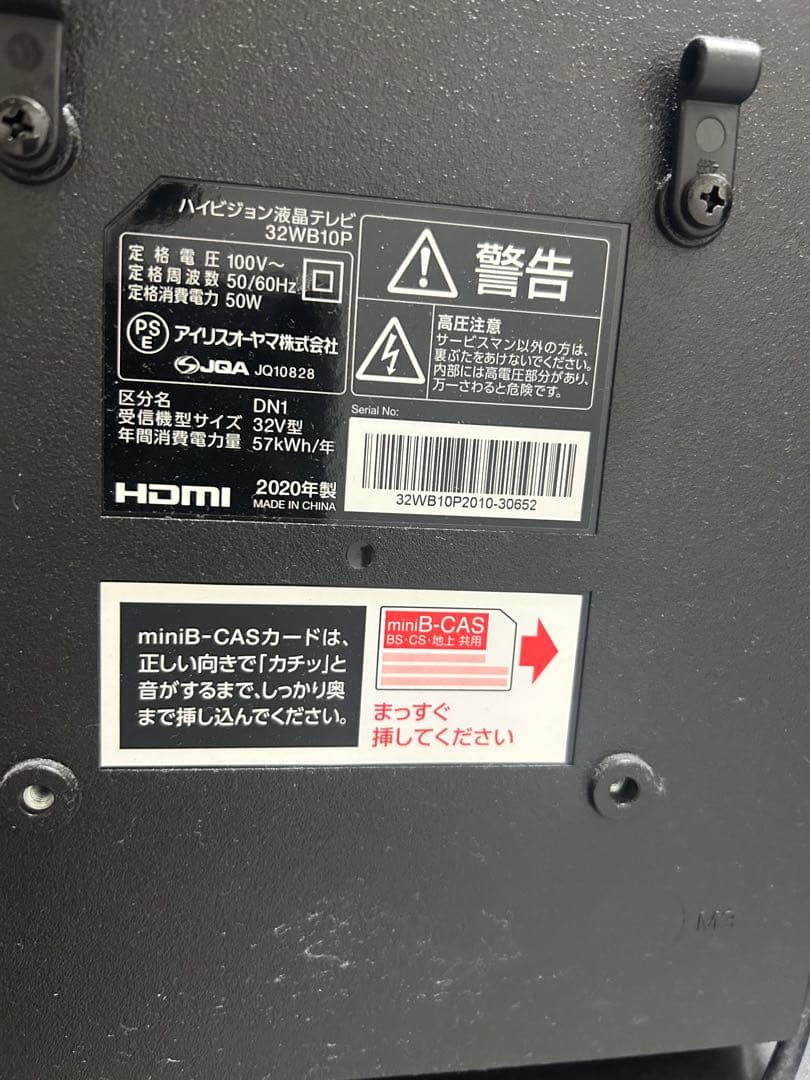 ハイビジョン液晶テレビ
32WB10P
定格電圧 100V～
定格周波数 50/60Hz
定格消費電力 50W
PSE
アイリスオーヤマ株式会社
JQA JQ10828
区分名 DN1
受信機型サイズ 32V型
年間消費電力量 57kWh/年
HDMI 2020年製
MADE IN CHINA
警告
高圧注意
サービスマン以外の方は、
裏ぶたをあけないでください。
内部には高電圧部分があり、
万一さわると危険です。
Serial No:
32WB10P2010-30652
miniB-CASカードは、
正しい向きで「カチッ」と
音がするまで、しっかり奥
まで挿し込んでください。
miniB-CAS
BS・CS・地上 共用
まっすぐ
挿してください